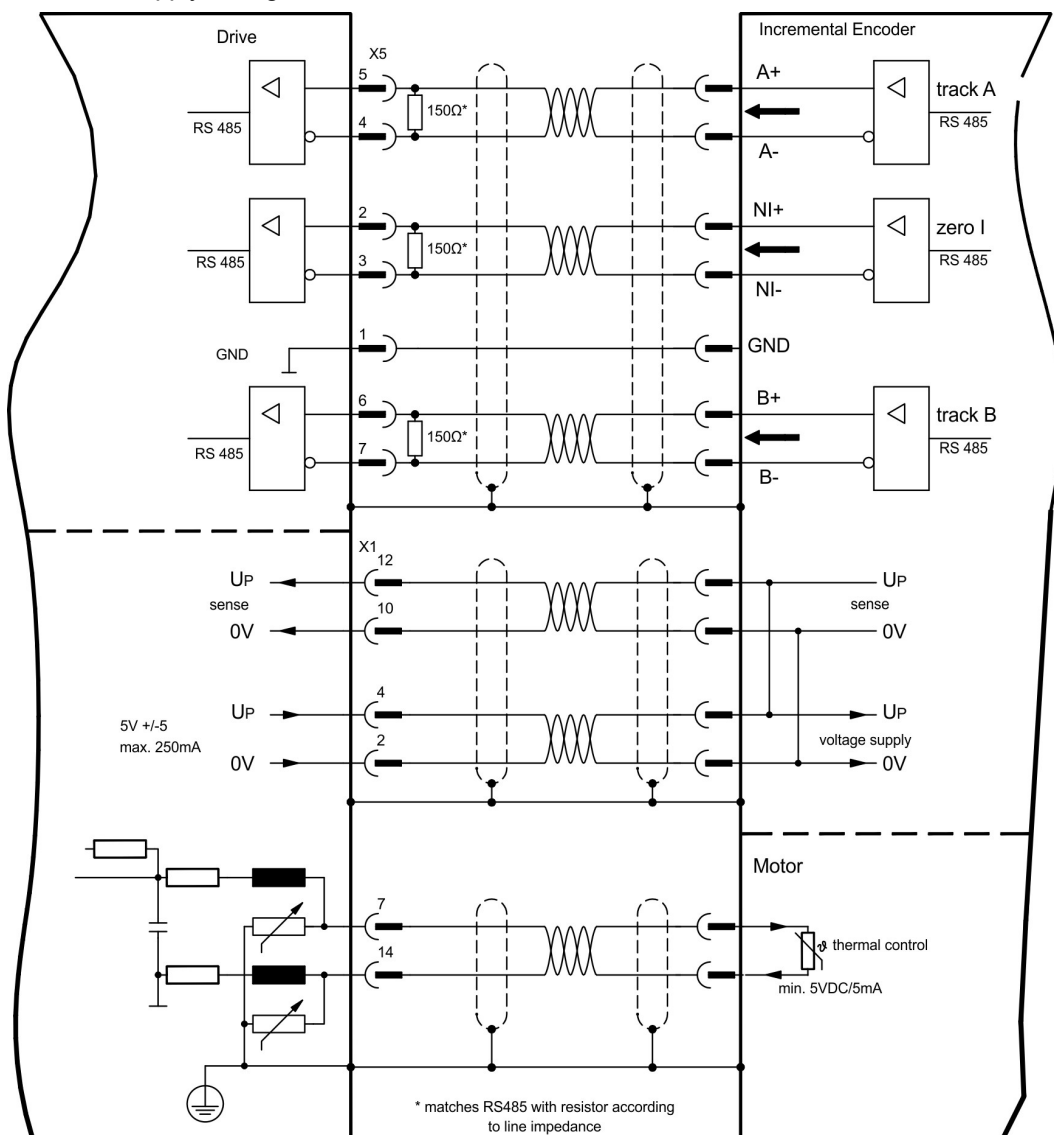 Drive
X5
Incremental Encoder
5
A+
track A
150Ω*
RS 485
RS 485
4
A-
2
NI+
zero I
150Ω*
RS 485
RS 485
3
NI-
1
GND
GND
6
B+
track B
150Ω*
RS 485
RS 485
7
B-
X1
12
UP
UP
sense
sense
10
0V
0V
4
UP
UP
5V +/-5
max. 250mA
voltage supply
2
0V
0V
Motor
7
ϑ thermal control
14
min. 5VDC/5mA
* matches RS485 with resistor according
to line impedance